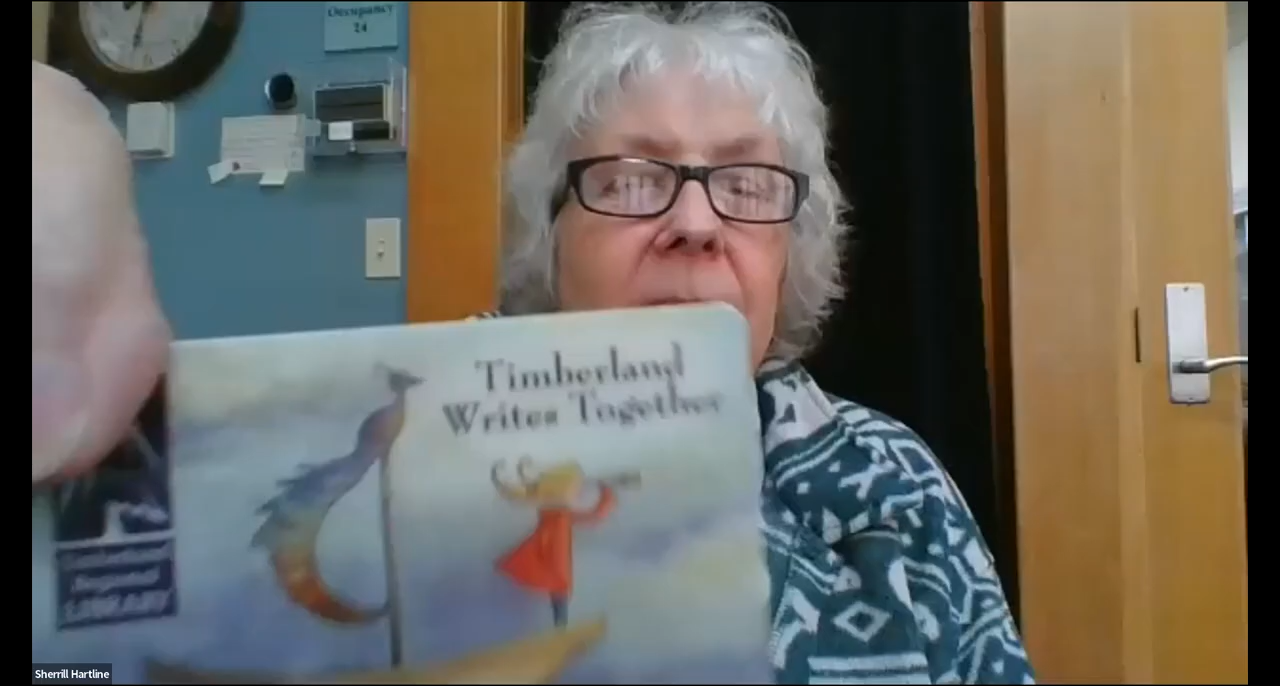 Occupancy
24
Timberland
Writes Together
Timberland
Regional
LIBRARY
Sherrill Hartline